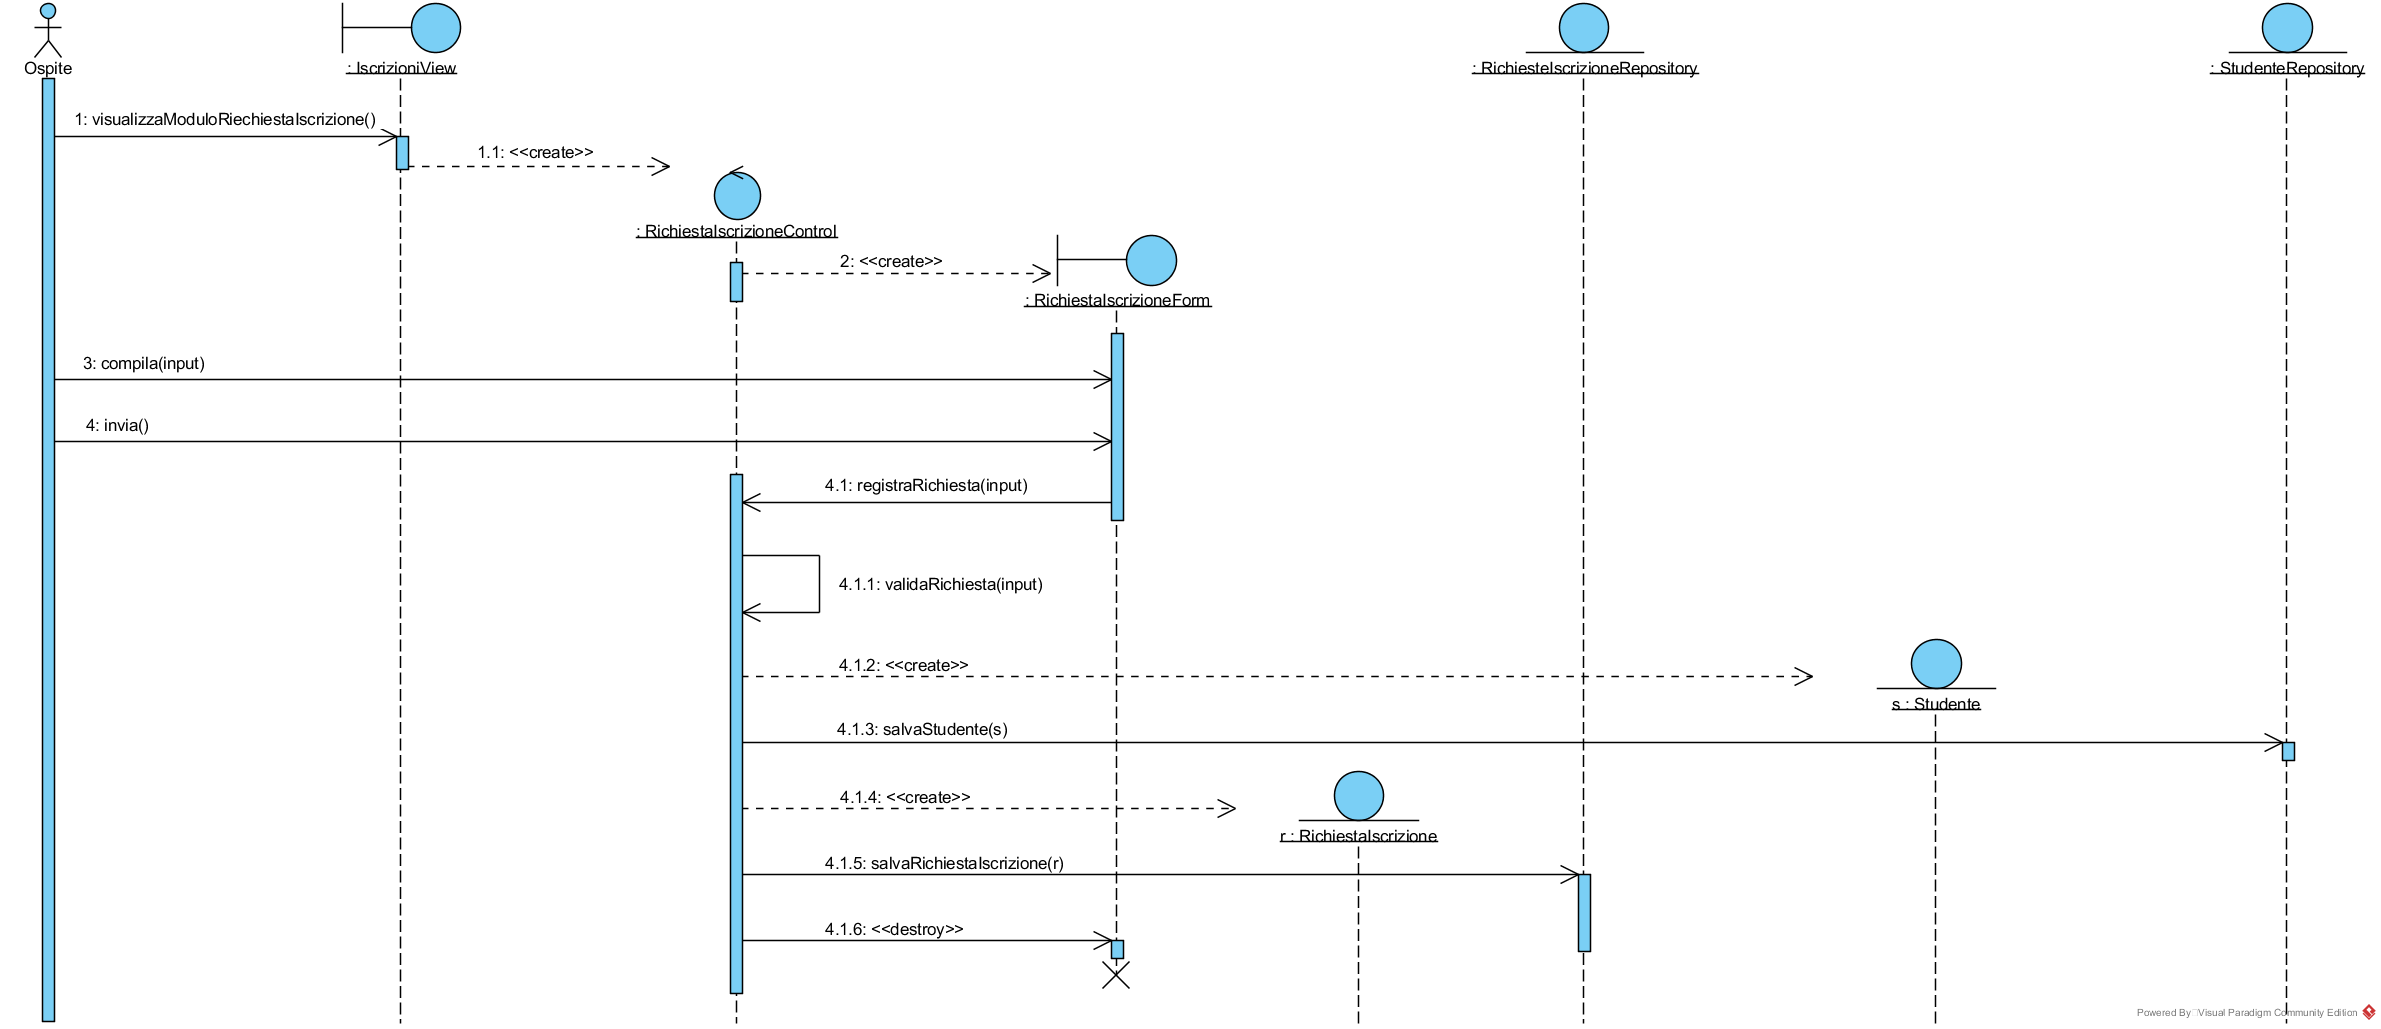 Ospite
: IscrizioniView
: RichiesteIscrizioneRepository
: StudenteRepository
1: visualizzaModuloRiechiestaIscrizione()
1.1: <<create>>
: RichiestaIscrizioneControl
2: <<create>>
: RichiestaIscrizioneForm
3: compila(input)
4: invia()
4.1: registraRichiesta(input)
4.1.1: validaRichiesta(input)
4.1.2: <<create>>
s : Studente
4.1.3: salvaStudente(s)
4.1.4: <<create>>
r : RichiestaIscrizione
4.1.5: salvaRichiestaIscrizione(r)
4.1.6: <<destroy>>
Powered By Visual Paradigm Community Edition